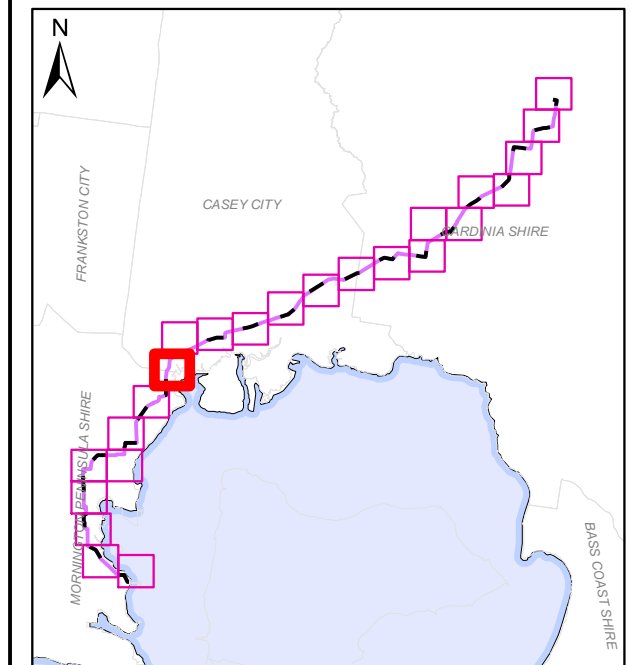 N
CASEY CITY
FRANKSTON CITY
CARDINIA SHIRE
MORNINGTON PENINSULA SHIRE
BASS COAST SHIRE